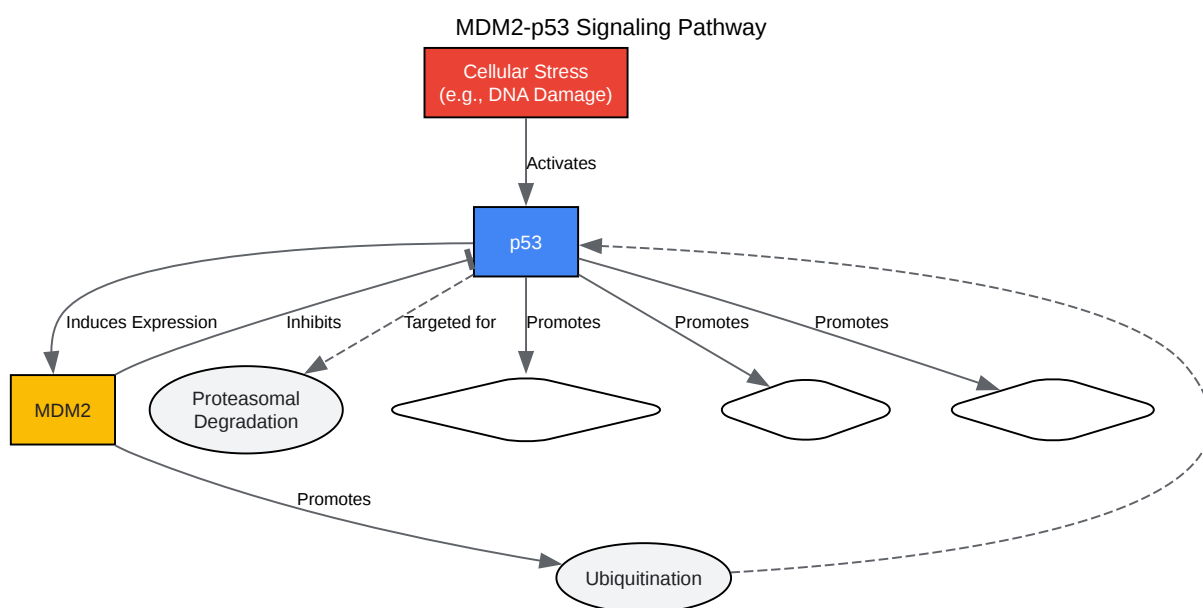 MDM2-p53 Signaling Pathway
Cellular Stress
(e.g., DNA Damage)
Activates
p53
Induces Expression
Inhibits
Targeted for
Promotes
Promotes
Promotes
MDM2
Proteasomal
Degradation
Promotes
Ubiquitination